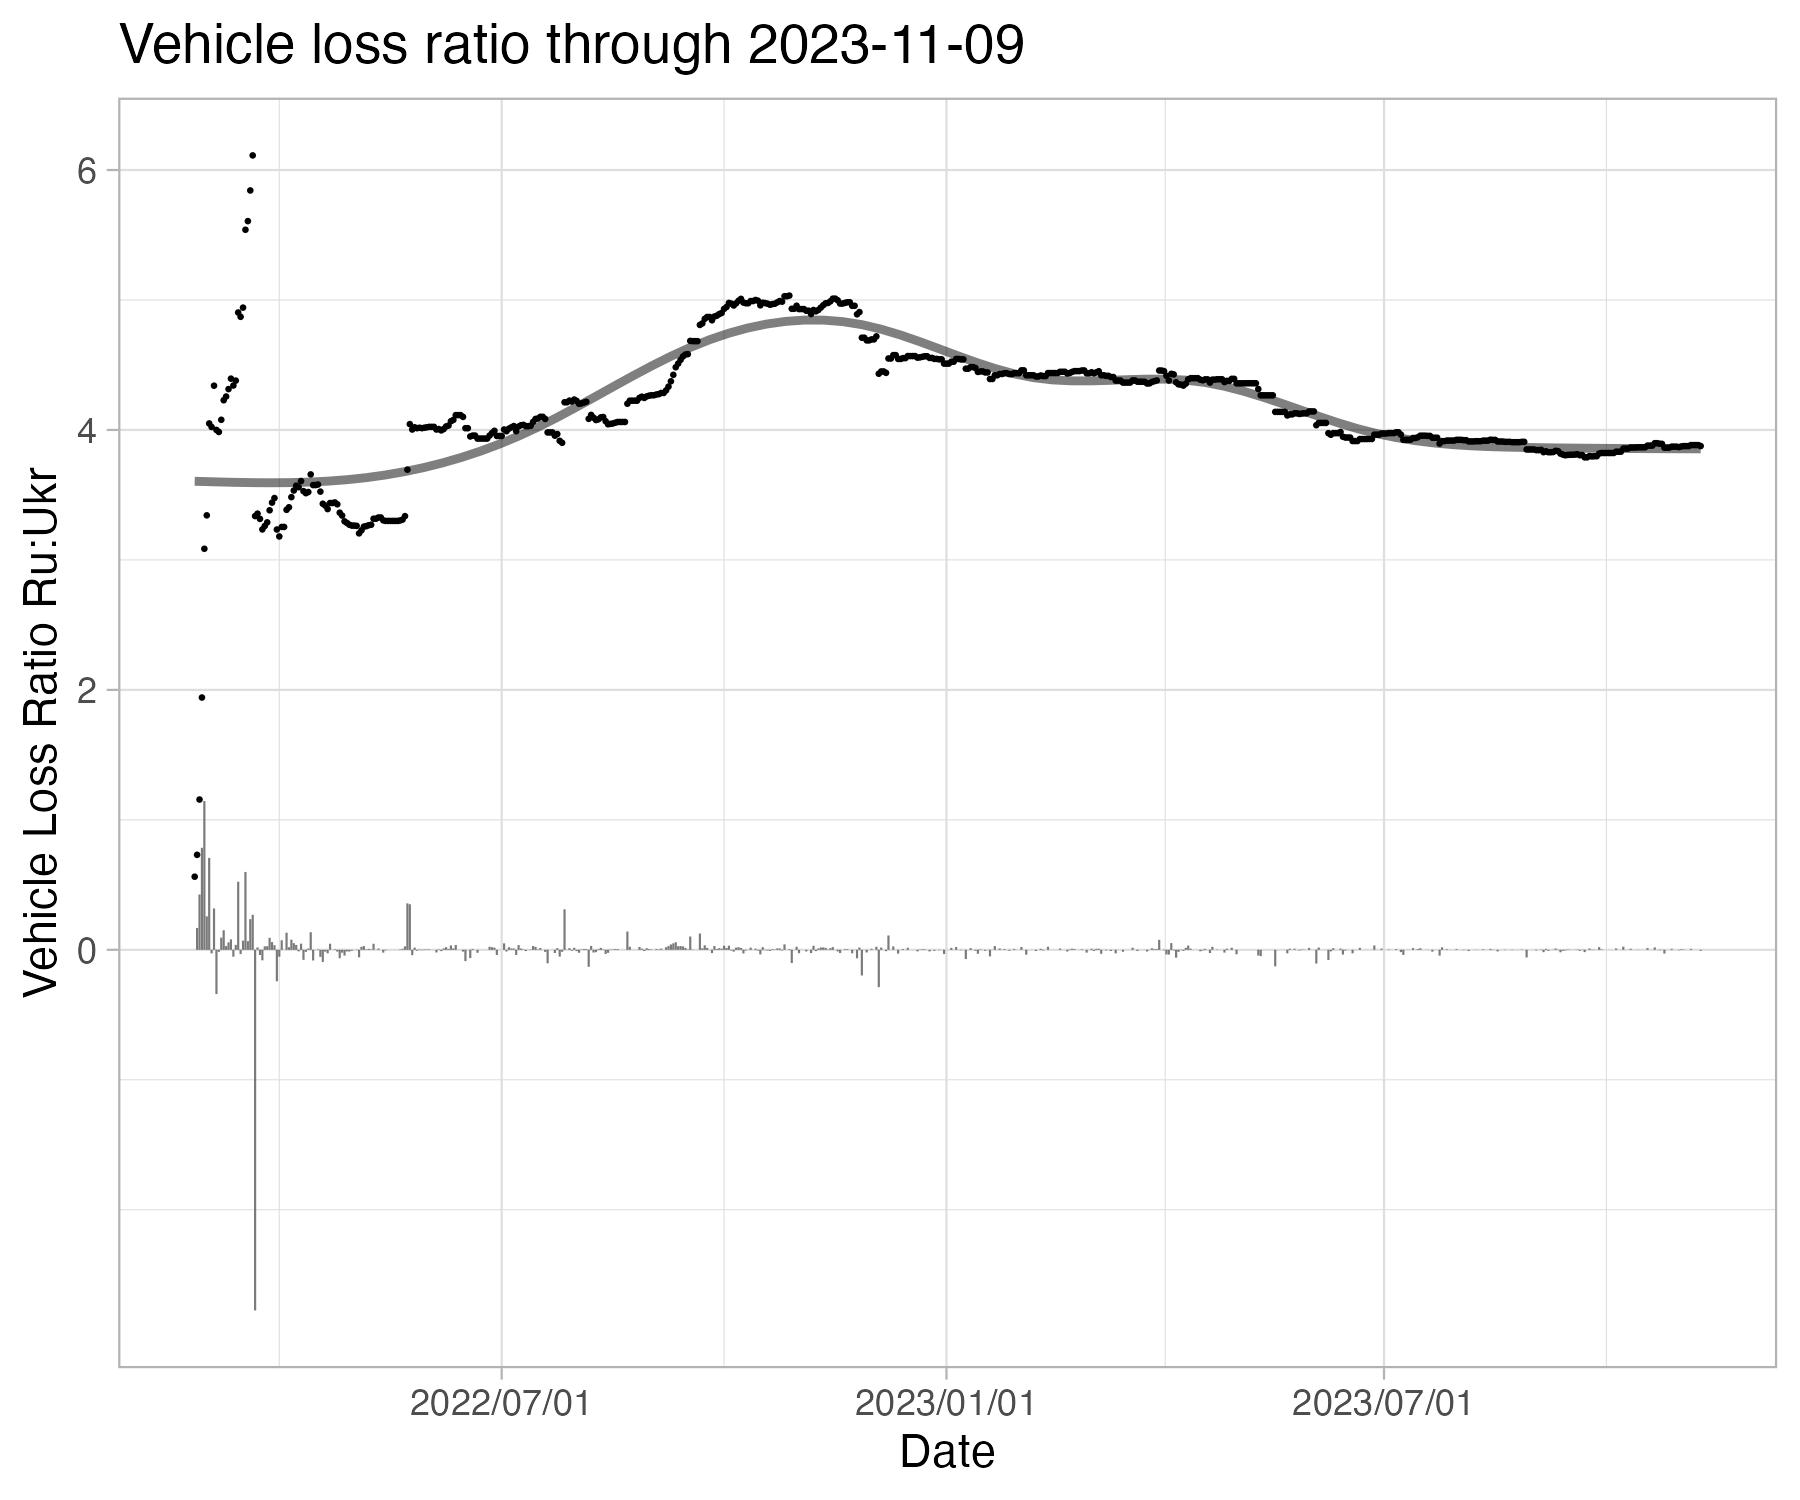 Vehicle loss ratio through 2023-11-09
Vehicle Loss Ratio Ru:Ukr
6
4
2
0
2022/07/01
2023/01/01
2023/07/01
Date